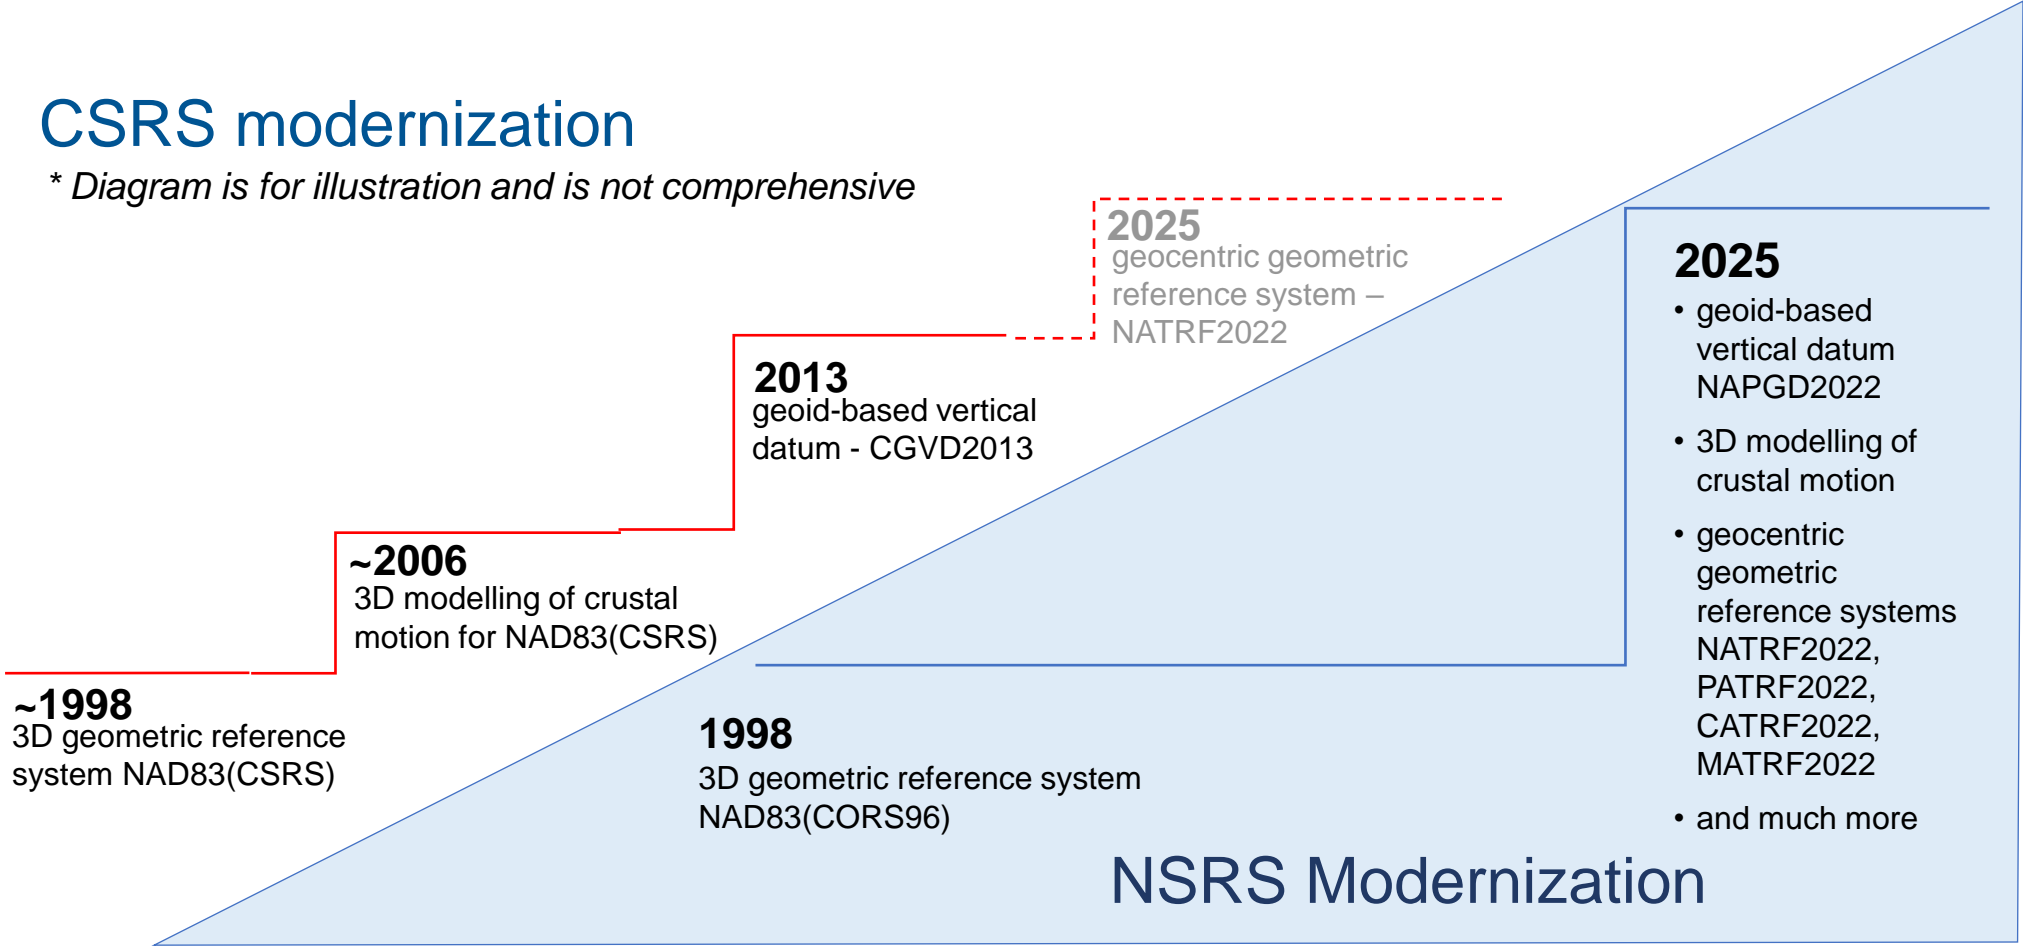 CSRS modernization
* Diagram is for illustration and is not comprehensive
2025
geocentric geometric
reference system –
NATRF2022
2013
geoid-based vertical
datum - CGVD2013
~2006
3D modelling of crustal
motion for NAD83(CSRS)
~1998
3D geometric reference
system NAD83(CSRS)
1998
3D geometric reference system
NAD83(CORS96)
2025
• geoid-based
vertical datum
NAPGD2022
• 3D modelling of
crustal motion
• geocentric
geometric
reference systems
NATRF2022,
PATRF2022,
CATRF2022,
MATRF2022
• and much more
NSRS Modernization